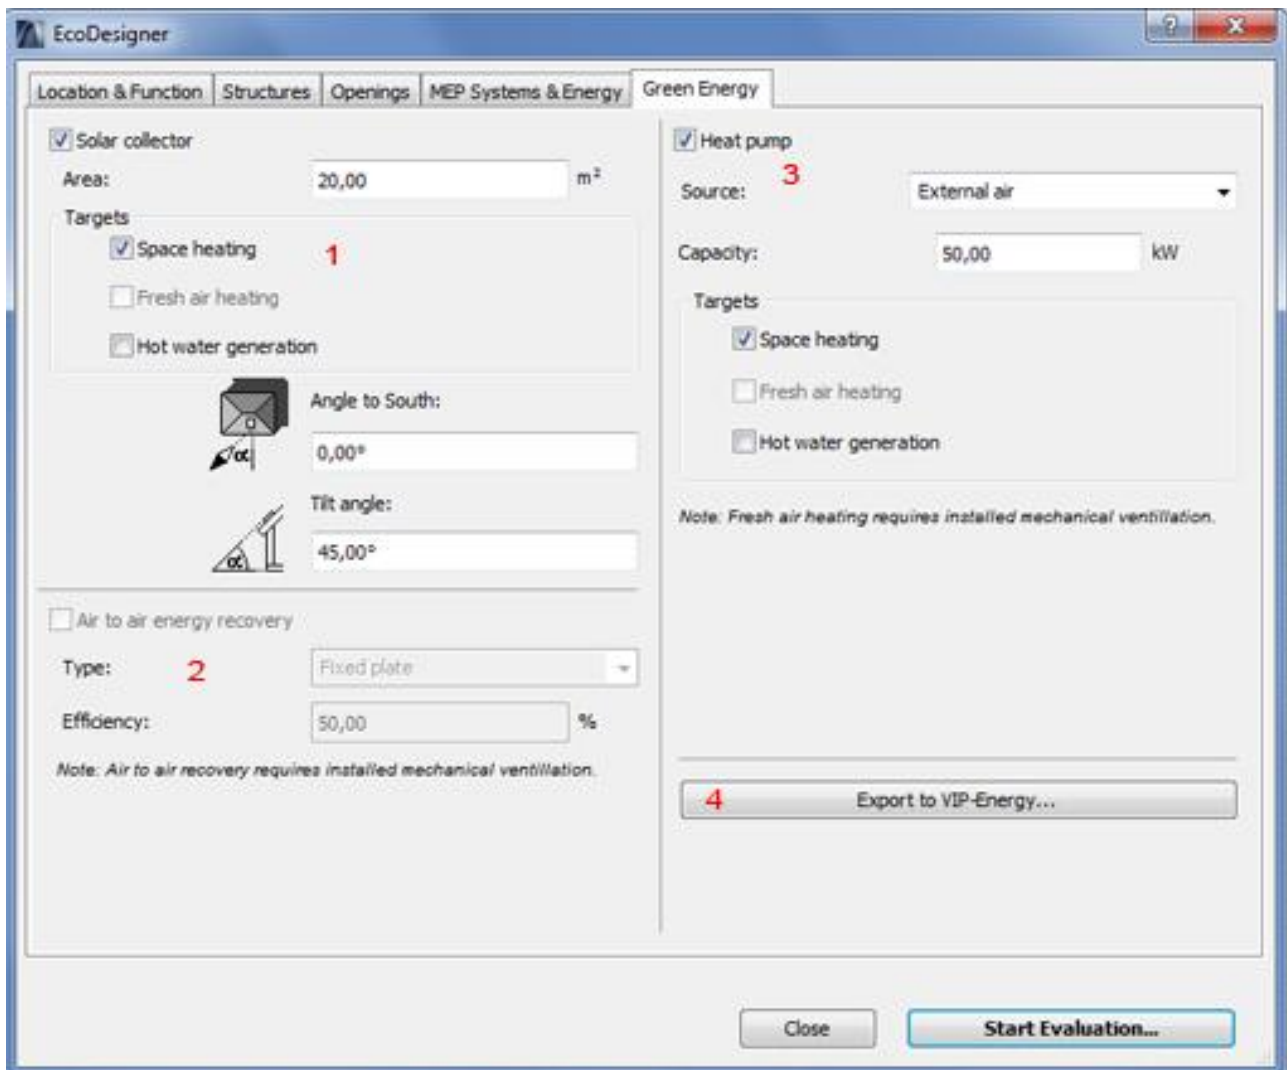 EcoDesigner
Location & Function Structures Openings MEP Systems & Energy Green Energy
Solar collector
Area: 20,00 m²
Targets
Space heating 1
Fresh air heating
Hot water generation
Angle to South:
α 0,00°
Tilt angle:
α 45,00°
Air to air energy recovery
Type: 2 Fixed plate
Efficiency: 50,00 %
Note: Air to air recovery requires installed mechanical ventillation.
Heat pump
3
Source: External air
Capacity: 50,00 kW
Targets
Space heating
Fresh air heating
Hot water generation
Note: Fresh air heating requires installed mechanical ventillation.
4 Export to VIP-Energy...
Close Start Evaluation...